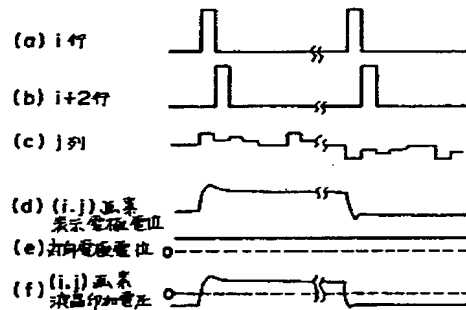 (a) i行
(b) i+2行
(c) j列
(d) (i.j)画素
表示電極電位
(e) 対向電極電位
(f) (i.j)画素
液晶印加電圧